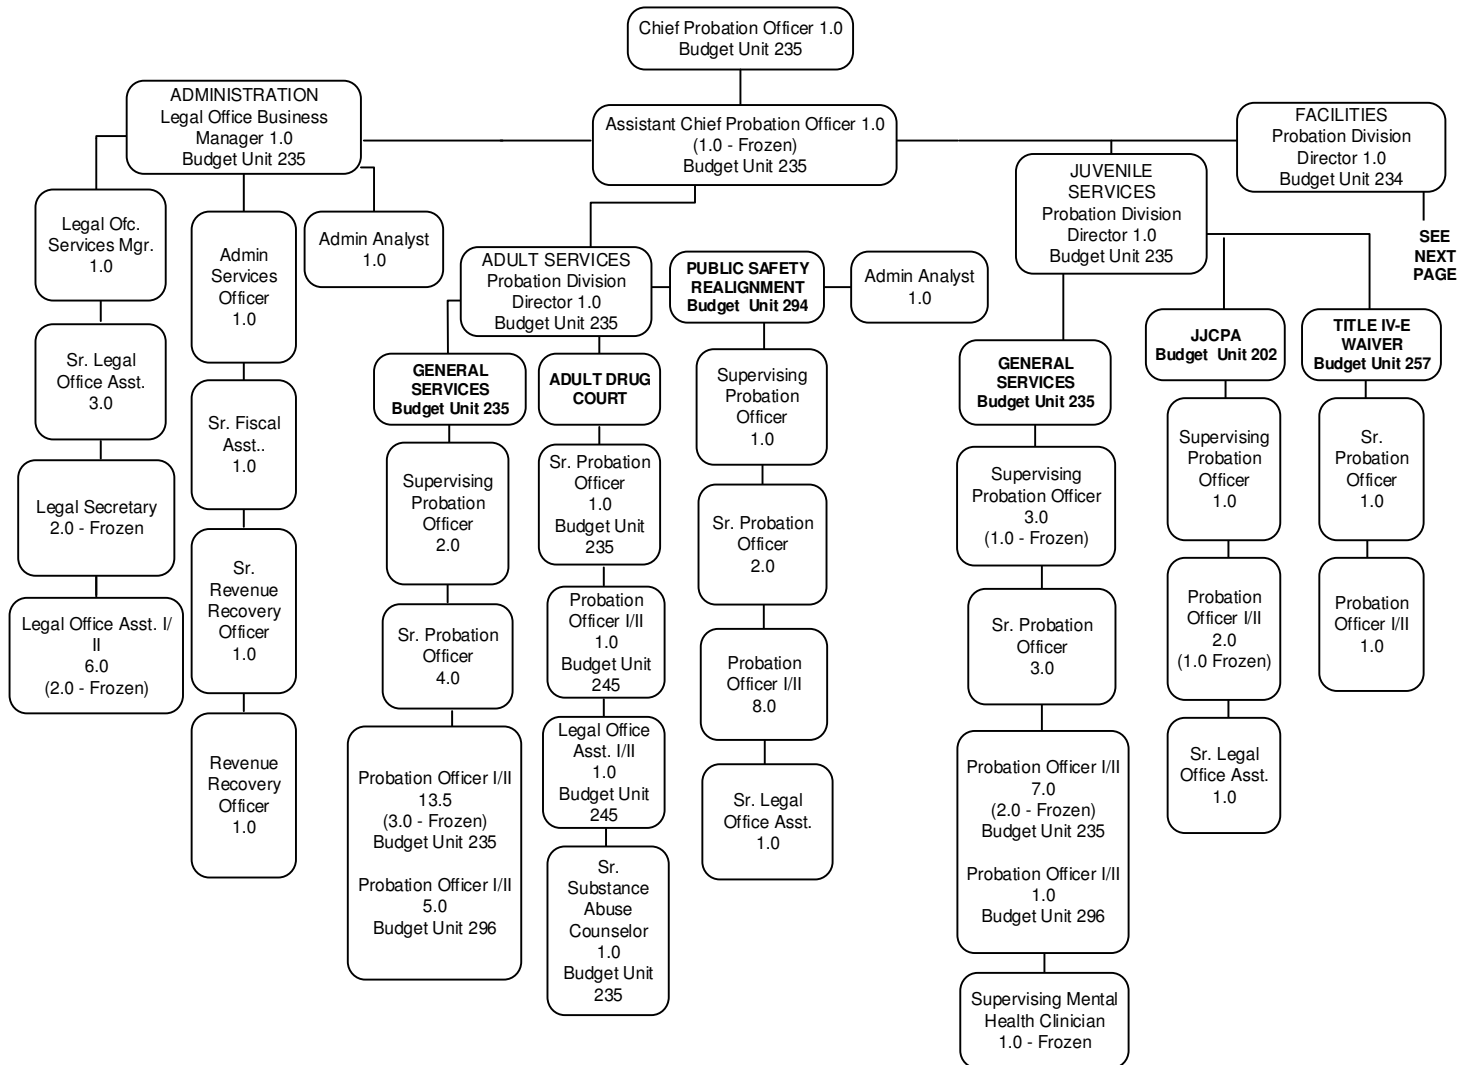 Chief Probation Officer 1.0
Budget Unit 235
ADMINISTRATION
Legal Office Business
Manager 1.0
Budget Unit 235
Assistant Chief Probation Officer 1.0
(1.0 - Frozen)
Budget Unit 235
FACILITIES
Probation Division
Director 1.0
Budget Unit 234
SEE
NEXT
PAGE
JUVENILE
SERVICES
Probation Division
Director 1.0
Budget Unit 235
Legal Ofc.
Services Mgr.
1.0
Sr. Legal
Office Asst.
3.0
Legal Secretary
2.0 - Frozen
Legal Office Asst. I/
II
6.0
(2.0 - Frozen)
Admin
Services
Officer
1.0
Sr. Fiscal
Asst..
1.0
Sr.
Revenue
Recovery
Officer
1.0
Revenue
Recovery
Officer
1.0
Admin Analyst
1.0
ADULT SERVICES
Probation Division
Director 1.0
Budget Unit 235
GENERAL
SERVICES
Budget Unit 235
Supervising
Probation
Officer
2.0
Sr. Probation
Officer
4.0
Probation Officer I/II
13.5
(3.0 - Frozen)
Budget Unit 235
Probation Officer I/II
5.0
Budget Unit 296
ADULT DRUG
COURT
Sr. Probation
Officer
1.0
Budget Unit
235
Probation
Officer I/II
1.0
Budget Unit
245
Legal Office
Asst. I/II
1.0
Budget Unit
245
Sr.
Substance
Abuse
Counselor
1.0
Budget Unit
235
PUBLIC SAFETY
REALIGNMENT
Budget Unit 294
Admin Analyst
1.0
Supervising
Probation
Officer
1.0
Sr. Probation
Officer
2.0
Probation
Officer I/II
8.0
Sr. Legal
Office Asst.
1.0
GENERAL
SERVICES
Budget Unit 235
Supervising
Probation Officer
3.0
(1.0 - Frozen)
Sr. Probation
Officer
3.0
Probation Officer I/II
7.0
(2.0 - Frozen)
Budget Unit 235
Probation Officer I/II
1.0
Budget Unit 296
Supervising Mental
Health Clinician
1.0 - Frozen
JJCPA
Budget Unit 202
Supervising
Probation
Officer
1.0
Probation
Officer I/II
2.0
(1.0 Frozen)
Sr. Legal
Office Asst.
1.0
TITLE IV-E
WAIVER
Budget Unit 257
Sr.
Probation
Officer
1.0
Probation
Officer I/II
1.0